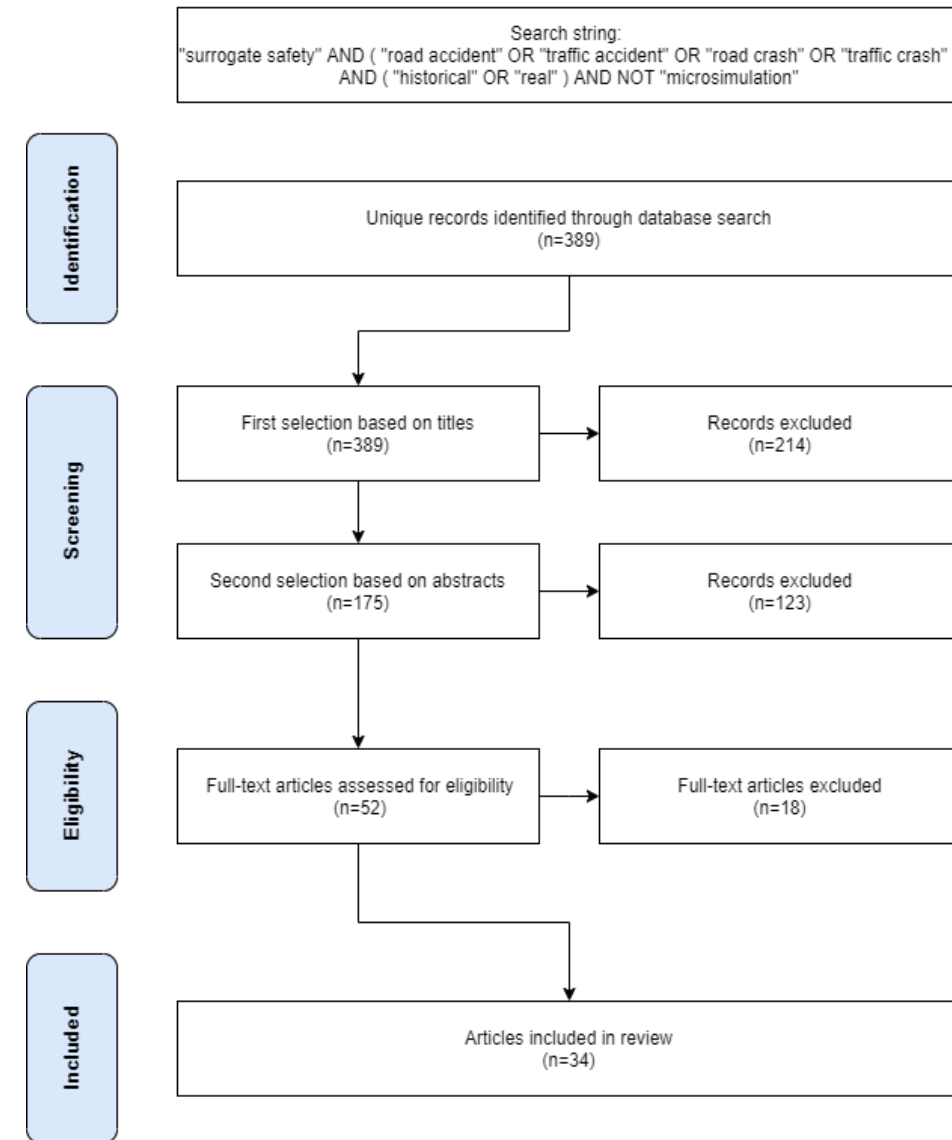 Search string:
"surrogate safety" AND ( "road accident" OR "traffic accident" OR "road crash" OR "traffic crash"
AND ( "historical" OR "real" ) AND NOT "microsimulation"
Identification
Unique records identified through database search
(n=389)
Screening
First selection based on titles
(n=389)
Records excluded
(n=214)
Second selection based on abstracts
(n=175)
Records excluded
(n=123)
Eligibility
Full-text articles assessed for eligibility
(n=52)
Full-text articles excluded
(n=18)
Included
Articles included in review
(n=34)